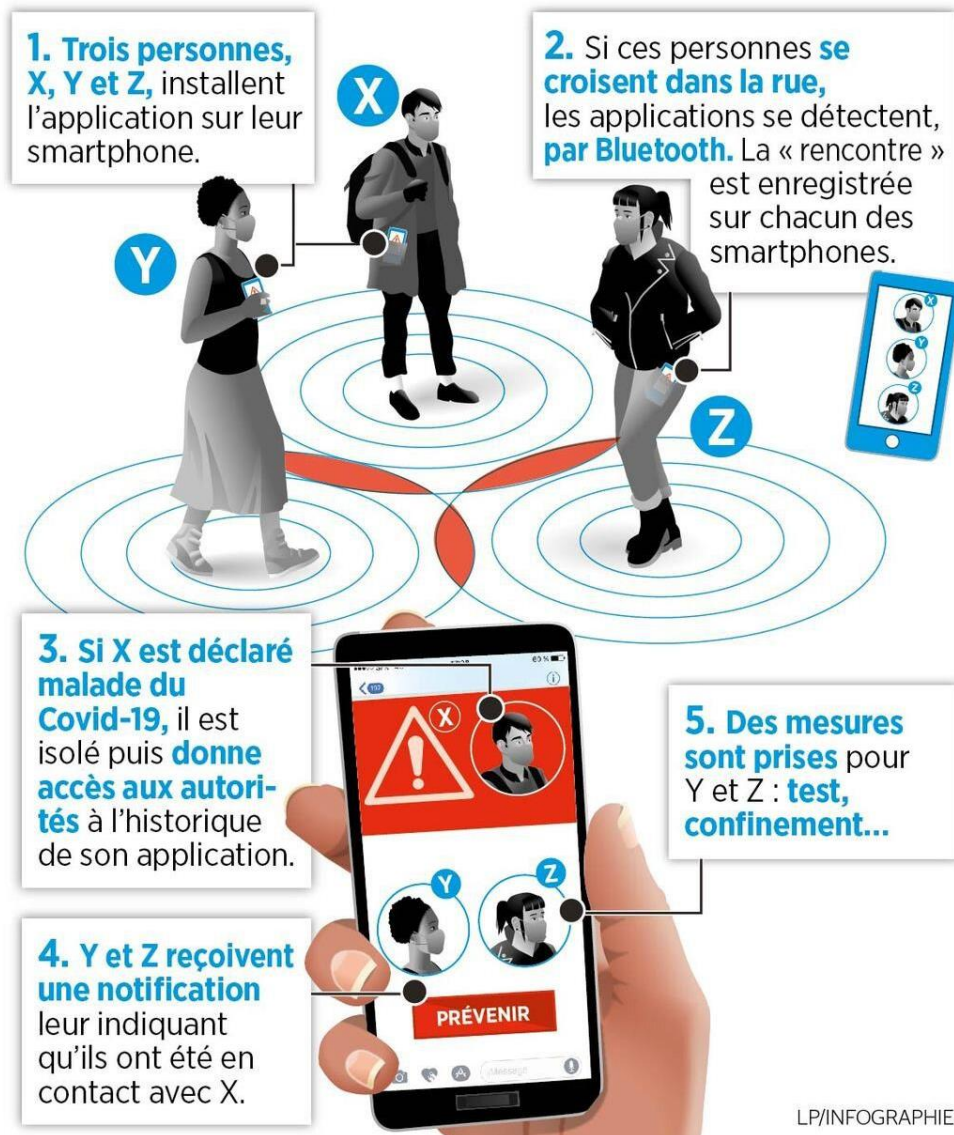 1. Trois personnes,
X, Y et Z, installent
l'application sur leur
smartphone.
X
Y
2. Si ces personnes se
croisent dans la rue,
les applications se détectent,
par Bluetooth. La « rencontre »
est enregistrée
sur chacun des
smartphones.
X
Y
Z
Z
3. Si X est déclaré
malade du
Covid-19, il est
isolé puis donne
accès aux autori-
tés à l'historique
de son application.
X
Y
Z
PRÉVENIR
iMessage
4. Y et Z reçoivent
une notification
leur indiquant
qu'ils ont été en
contact avec X.
5. Des mesures
sont prises pour
Y et Z : test,
confinement...
LP/INFOGRAPHIE